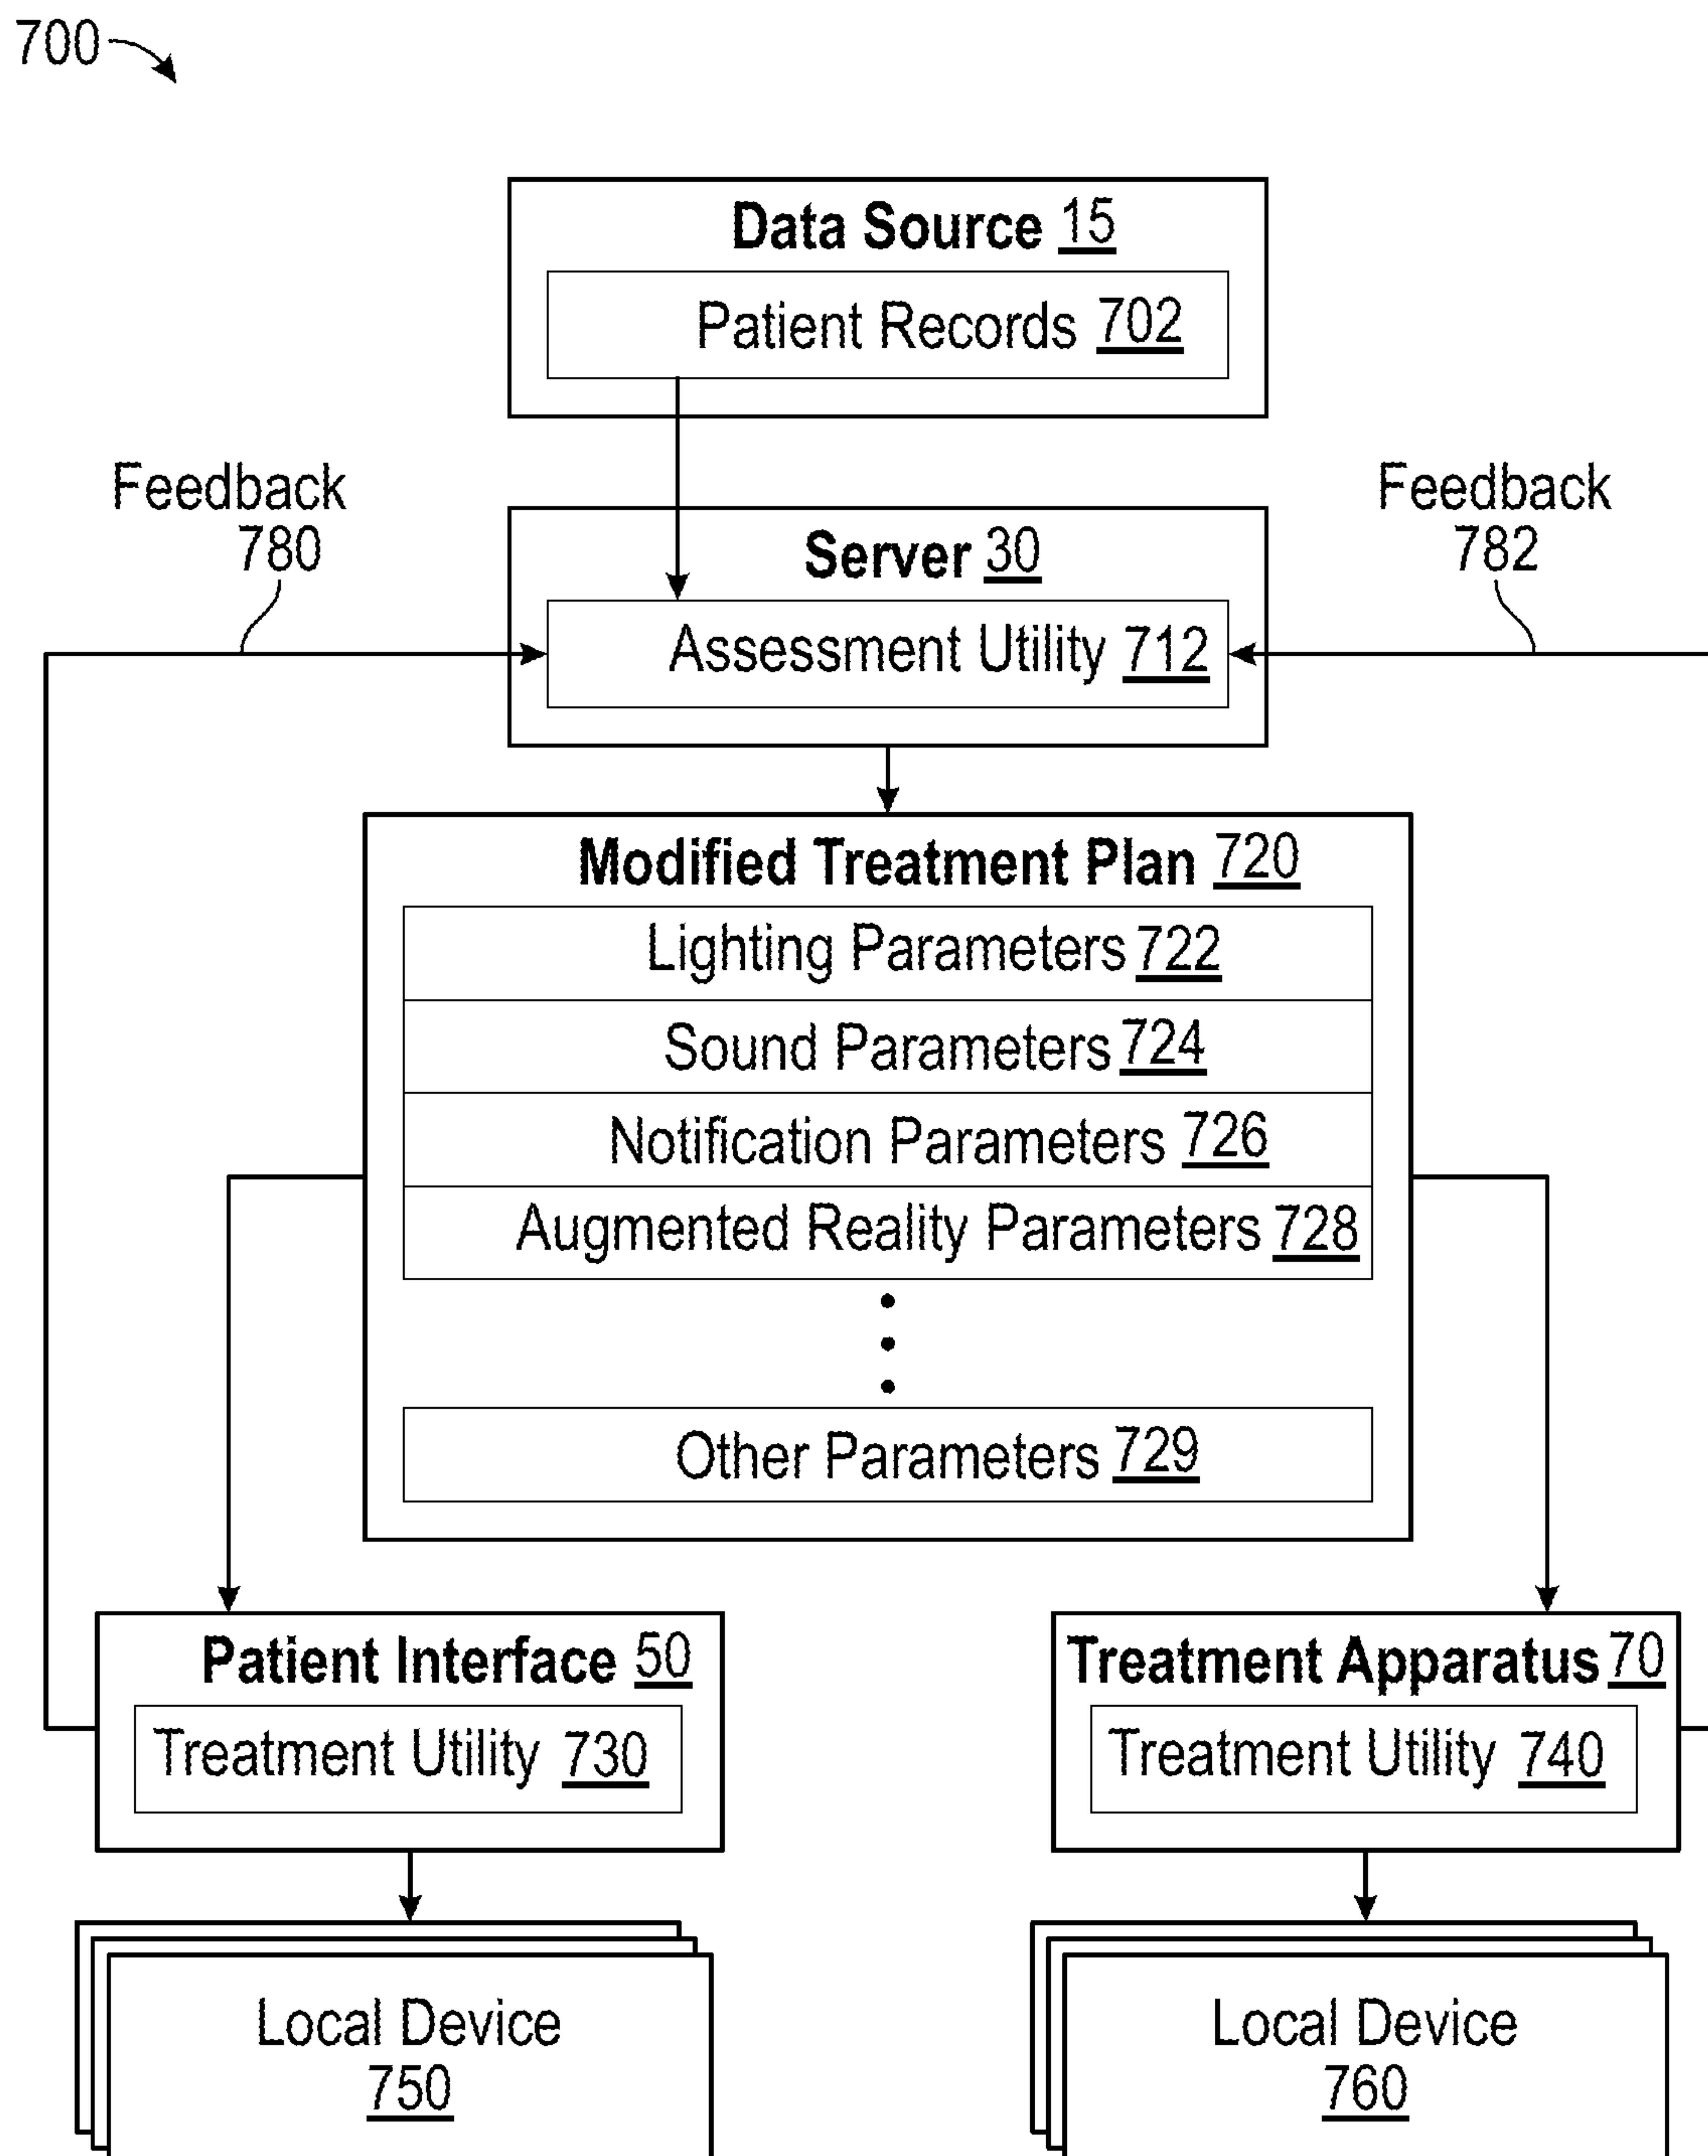 700
Data Source 15
Patient Records 702
Feedback
780
Feedback
782
Server 30
Assessment Utility 712
Modified Treatment Plan 720
Lighting Parameters 722
Sound Parameters 724
Notification Parameters 726
Augmented Reality Parameters 728
Other Parameters 729
Patient Interface 50
Treatment Utility 730
Treatment Apparatus 70
Treatment Utility 740
Local Device
750
Local Device
760